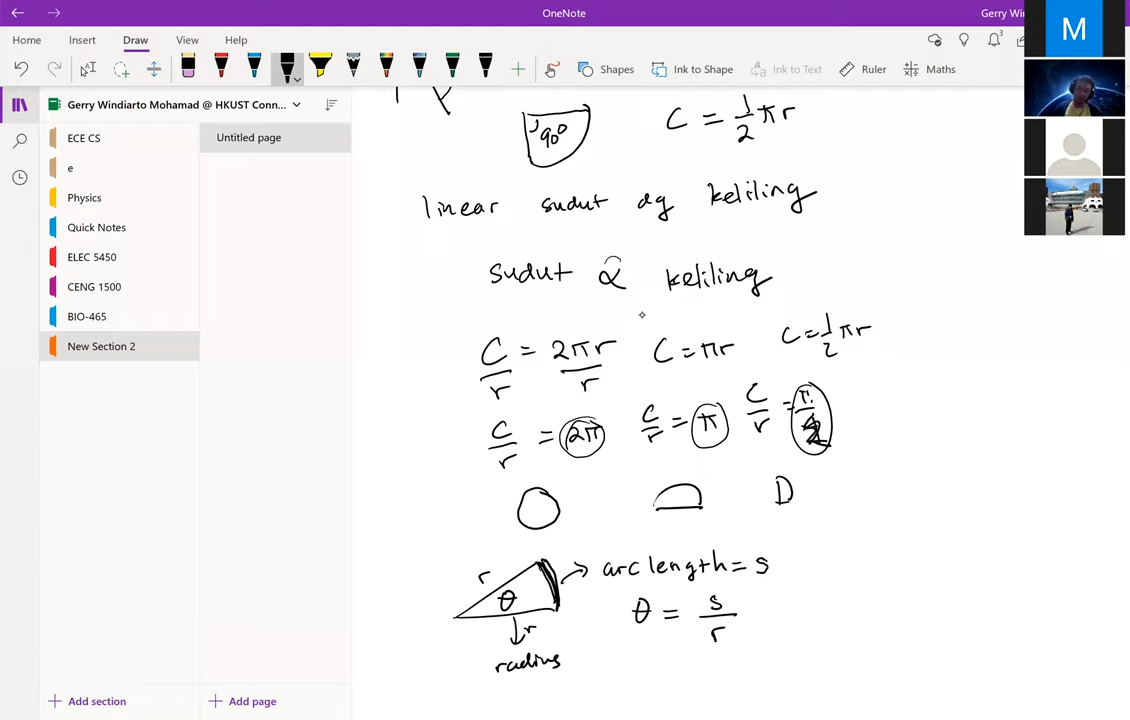 OneNote
Gerry Win
M
Home Insert Draw View Help
Shapes Ink to Shape Ink to Text Ruler Maths
Gerry Windiarto Mohamad @ HKUST Conn...
ECE CS
e
Physics
Quick Notes
ELEC 5450
CENG 1500
BIO-465
New Section 2
Untitled page
90°
C = 1/2 πr
linear sudut dg keliling
sudut α keliling
C/r = 2πr/r C = πr C = 1/2 πr
C/r = 2π C/r = π C/r = π/2
r θ → arc length = s
θ = s/r
r
radius
+ Add section + Add page